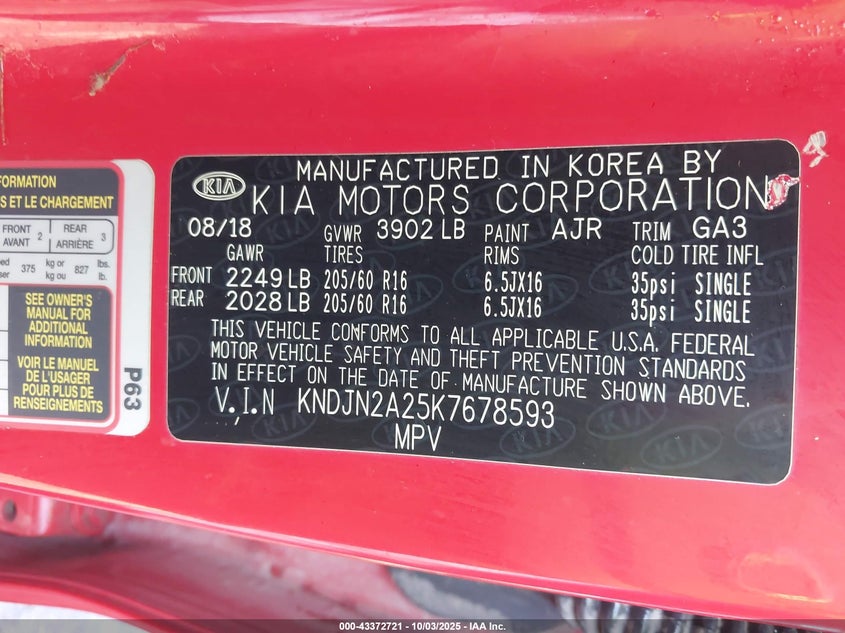 FORMATION
S ET LE CHARGEMENT
FRONT
AVANT 2
REAR
ARRIÈRE 3
375 kg or
kg ou 827 lbs.
lb.
SEE OWNER'S
MANUAL FOR
ADDITIONAL
INFORMATION
VOIR LE MANUEL
DE L'USAGER
POUR PLUS DE
RENSEIGNEMENTS
P63
KIA
MANUFACTURED IN KOREA BY
KIA MOTORS CORPORATION
08/18 GVWR 3902 LB PAINT AJR TRIM GA3
GAWR TIRES RIMS COLD TIRE INFL
FRONT 2249 LB 205/60 R16 6.5JX16 35psi SINGLE
REAR 2028 LB 205/60 R16 6.5JX16 35psi SINGLE
THIS VEHICLE CONFORMS TO ALL APPLICABLE U.S.A. FEDERAL
MOTOR VEHICLE SAFETY AND THEFT PREVENTION STANDARDS
IN EFFECT ON THE DATE OF MANUFACTURE SHOWN ABOVE.
V.I.N KNDJN2A25K7678593
MPV
000-43372721 - 10/03/2025 - IAA Inc.